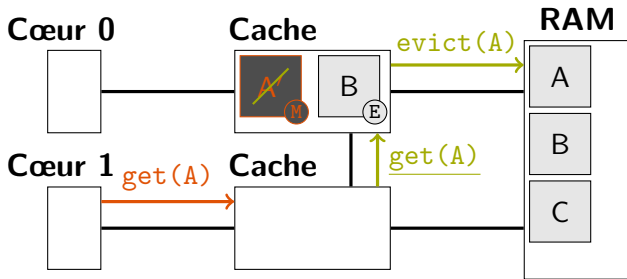 Cœur 0
Cache
RAM
evict(A)
A'
M
B
E
A
B
C
Cœur 1
Cache
get(A)
get(A)